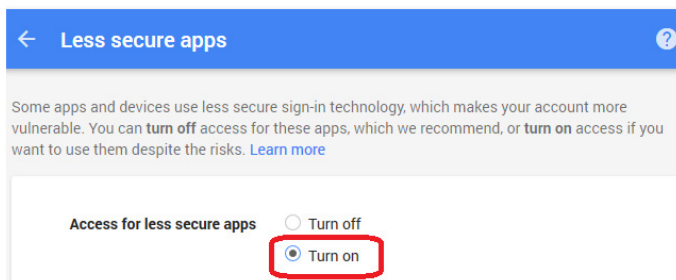 Less secure apps
Some apps and devices use less secure sign-in technology, which makes your account more
vulnerable. You can turn off access for these apps, which we recommend, or turn on access if you
want to use them despite the risks. Learn more
Access for less secure apps Turn off
Turn on